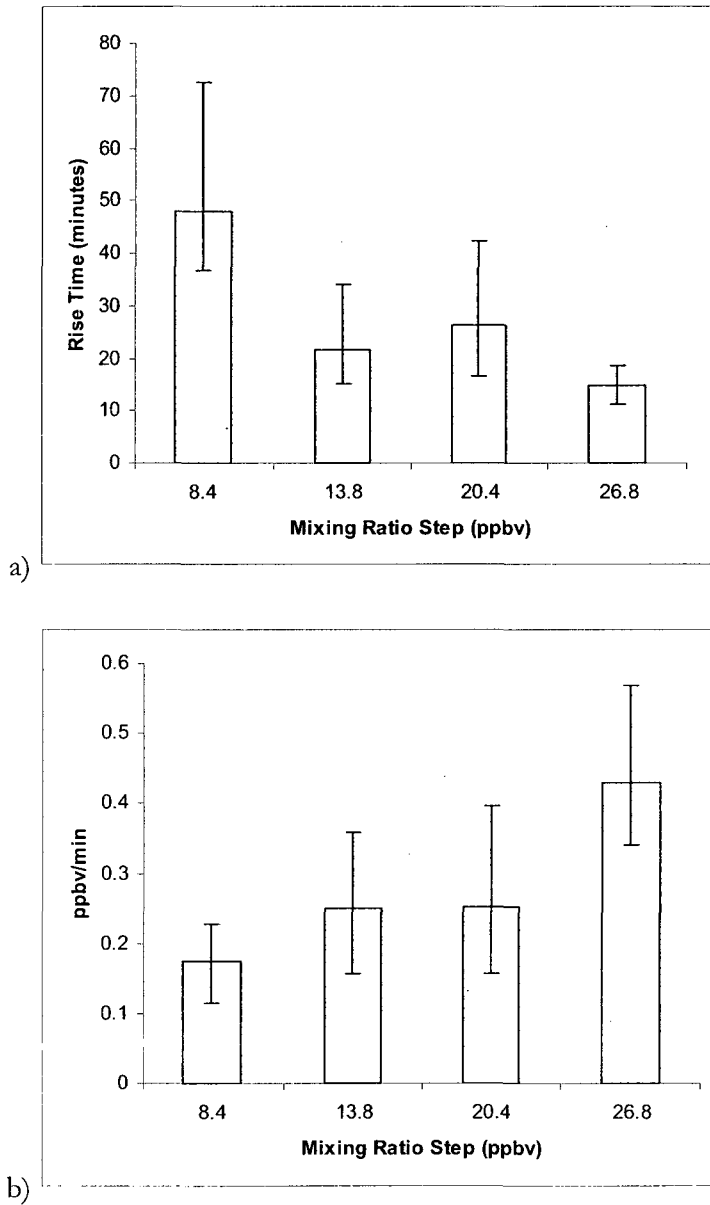 80
70
60
50
40
30
20
10
0
Rise Time (minutes)
8.4 13.8 20.4 26.8
Mixing Ratio Step (ppbv)
a)
0.6
0.5
0.4
0.3
0.2
0.1
0
ppbv/min
8.4 13.8 20.4 26.8
Mixing Ratio Step (ppbv)
b)